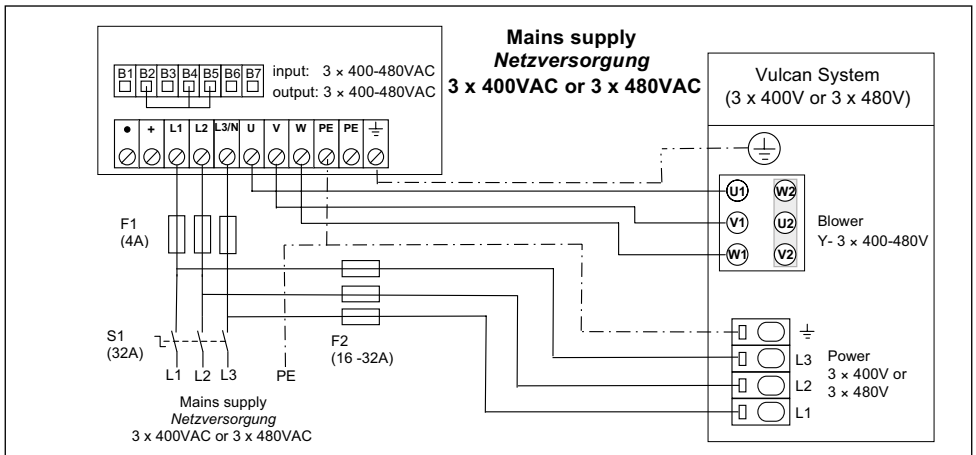 Mains supply
Netzversorgung
3 x 400VAC or 3 x 480VAC
B1 B2 B3 B4 B5 B6 B7
input: 3 × 400-480VAC
output: 3 × 400-480VAC
• + L1 L2 L3/N U V W PE PE
Vulcan System
(3 x 400V or 3 x 480V)
U1 W2
V1 U2
W1 V2
Blower
Y- 3 × 400-480V
F1
(4A)
F2
(16 -32A)
S1
(32A)
L1 L2 L3 PE
Mains supply
Netzversorgung
3 x 400VAC or 3 x 480VAC
L3
L2
L1
Power
3 × 400V or
3 × 480V